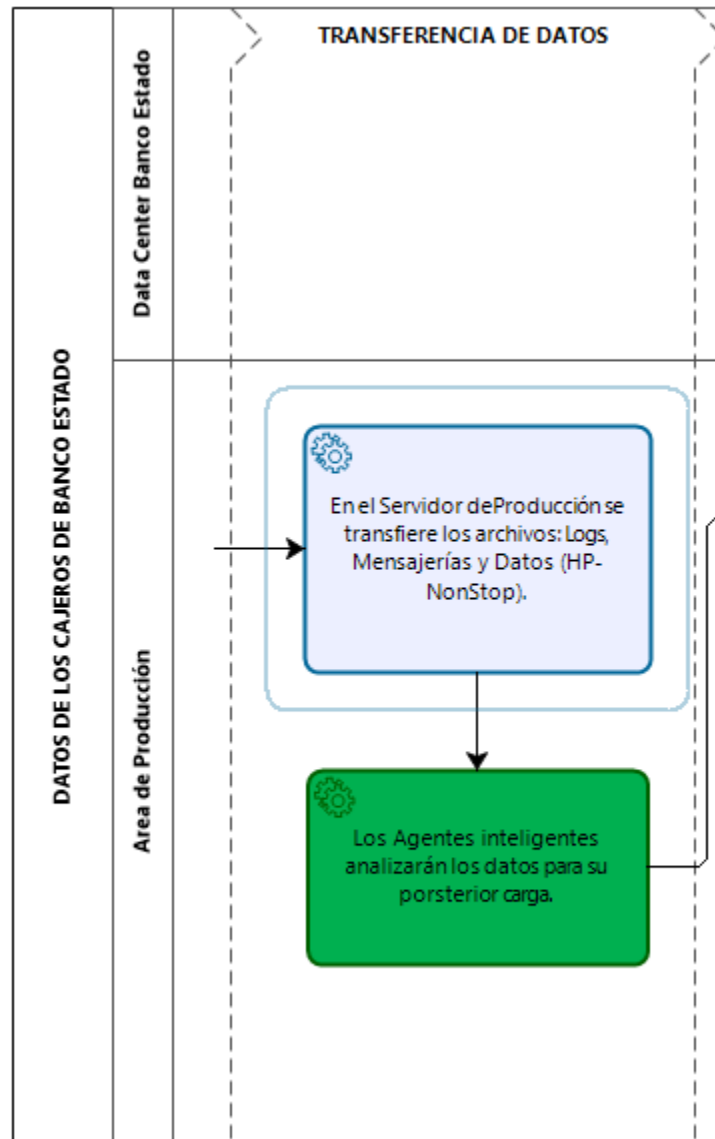 TRANSFERENCIA DE DATOS
DATOS DE LOS CAJEROS DE BANCO ESTADO
Data Center Banco Estado
Area de Producción
En el Servidor deProducción se
transfiere los archivos: Logs,
Mensajerías y Datos (HP-
NonStop).
Los Agentes inteligentes
analizarán los datos para su
porsterior carga.